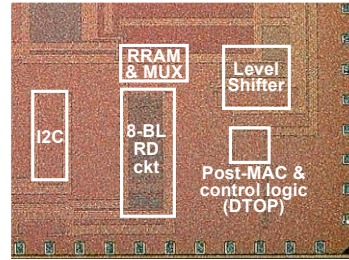 RRAM
& MUX
Level
Shifter
I2C
8-BL
RD
ckt
Post-MAC &
control logic
(DTOP)